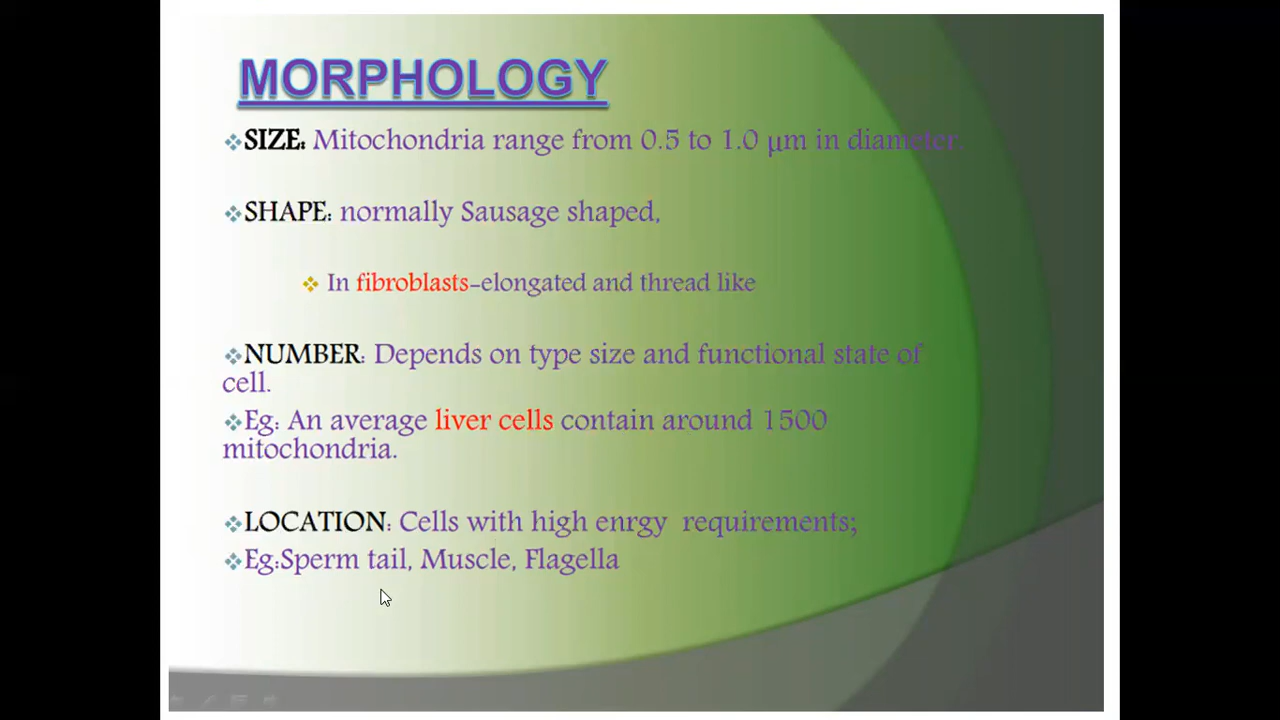 MORPHOLOGY
SIZE: Mitochondria range from 0.5 to 1.0 μm in diameter.
SHAPE: normally Sausage shaped,
In fibroblasts-elongated and thread like
NUMBER: Depends on type size and functional state of
cell.
Eg: An average liver cells contain around 1500
mitochondria.
LOCATION: Cells with high enrgy requirements;
Eg:Sperm tail, Muscle, Flagella